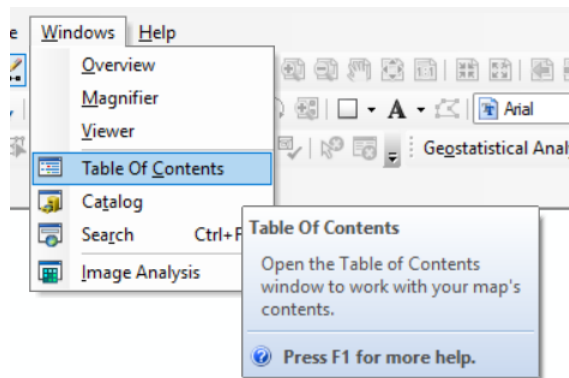 e Windows Help
Overview
Magnifier
Viewer
A Arial
Table Of Contents
Geostatistical Anal
Catalog
Search Ctrl+F
Image Analysis
Table Of Contents
Open the Table of Contents
window to work with your map's
contents.
Press F1 for more help.